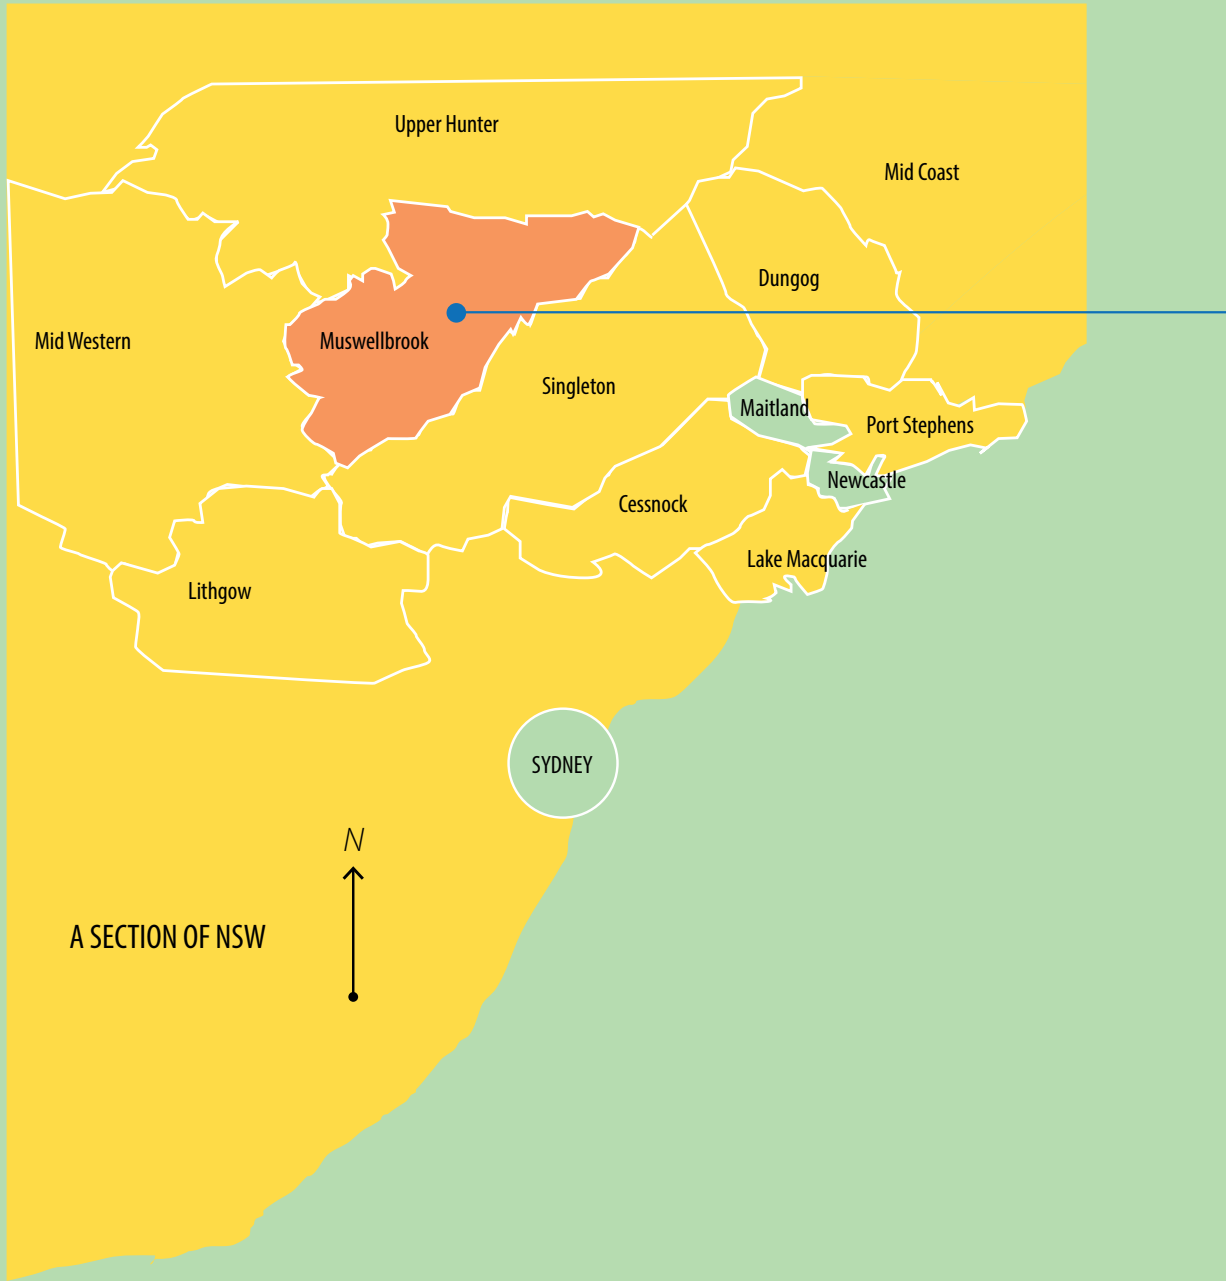 Upper Hunter
Mid Coast
Dungog
Mid Western
Muswellbrook
Singleton
Maitland
Port Stephens
Newcastle
Cessnock
Lake Macquarie
Lithgow
SYDNEY
N
A SECTION OF NSW